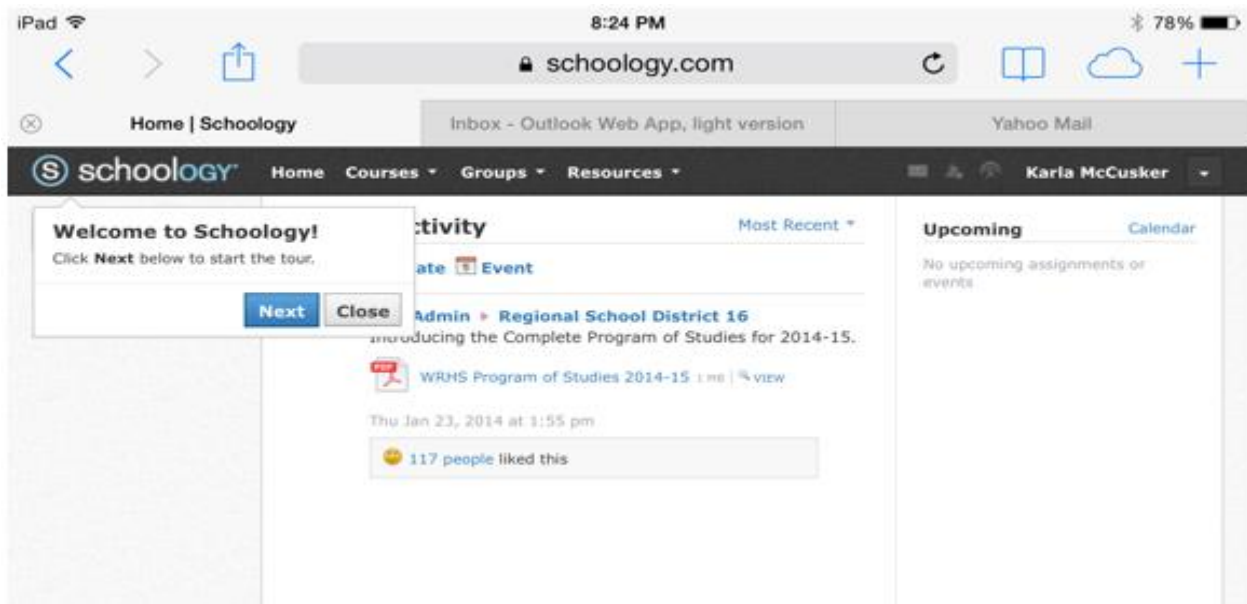 iPad 8:24 PM 78%
schoology.com
Home | Schoology Inbox - Outlook Web App, light version Yahoo Mail
S schoology Home Courses Groups Resources Karla McCusker
Welcome to Schoology!
Click Next below to start the tour.
Next Close
ctivity Most Recent
ate Event
Admin Regional School District 16
Introducing the Complete Program of Studies for 2014-15.
PDF WRHS Program of Studies 2014-15 1 MB | VIEW
Thu Jan 23, 2014 at 1:55 pm
117 people liked this
Upcoming Calendar
No upcoming assignments or
events